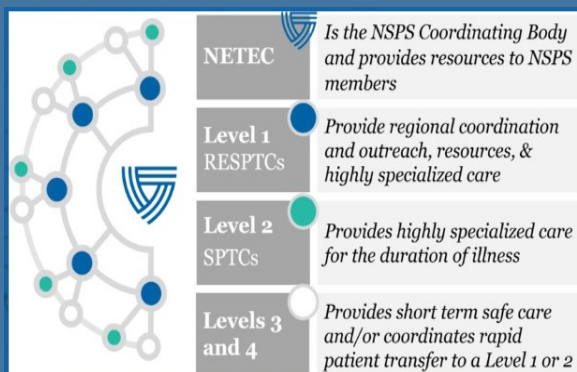 NETEC
Is the NSPS Coordinating Body
and provides resources to NSPS
members
Level 1
RESPTCs
Provide regional coordination
and outreach, resources, &
highly specialized care
Level 2
SPTCs
Provides highly specialized care
for the duration of illness
Levels 3
and 4
Provides short term safe care
and/or coordinates rapid
patient transfer to a Level 1 or 2